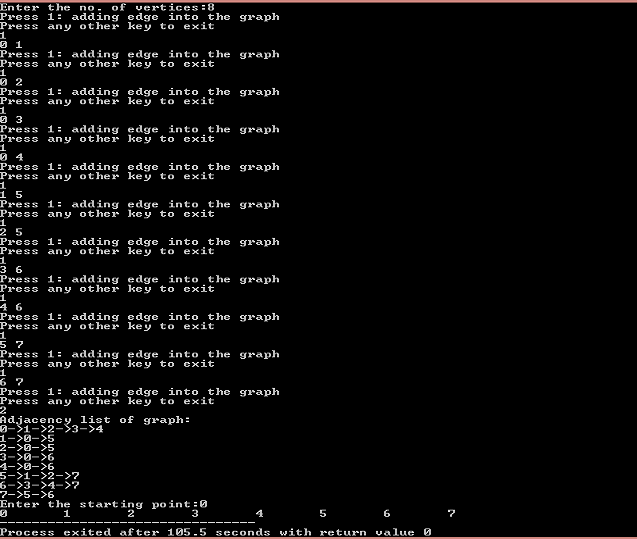 Enter the no. of vertices:8
Press 1: adding edge into the graph
Press any other key to exit
1
0 1
Press 1: adding edge into the graph
Press any other key to exit
1
0 2
Press 1: adding edge into the graph
Press any other key to exit
1
0 3
Press 1: adding edge into the graph
Press any other key to exit
1
0 4
Press 1: adding edge into the graph
Press any other key to exit
1
1 5
Press 1: adding edge into the graph
Press any other key to exit
1
2 5
Press 1: adding edge into the graph
Press any other key to exit
1
3 6
Press 1: adding edge into the graph
Press any other key to exit
1
4 6
Press 1: adding edge into the graph
Press any other key to exit
1
5 7
Press 1: adding edge into the graph
Press any other key to exit
1
6 7
Press 1: adding edge into the graph
Press any other key to exit
2
Adjacency list of graph:
0->1->2->3->4
1->0->5
2->0->5
3->0->6
4->0->6
5->1->2->7
6->3->4->7
7->5->6
Enter the starting point:0
0 1 2 3 4 5 6 7
--------------------------------
Process exited after 105.5 seconds with return value 0